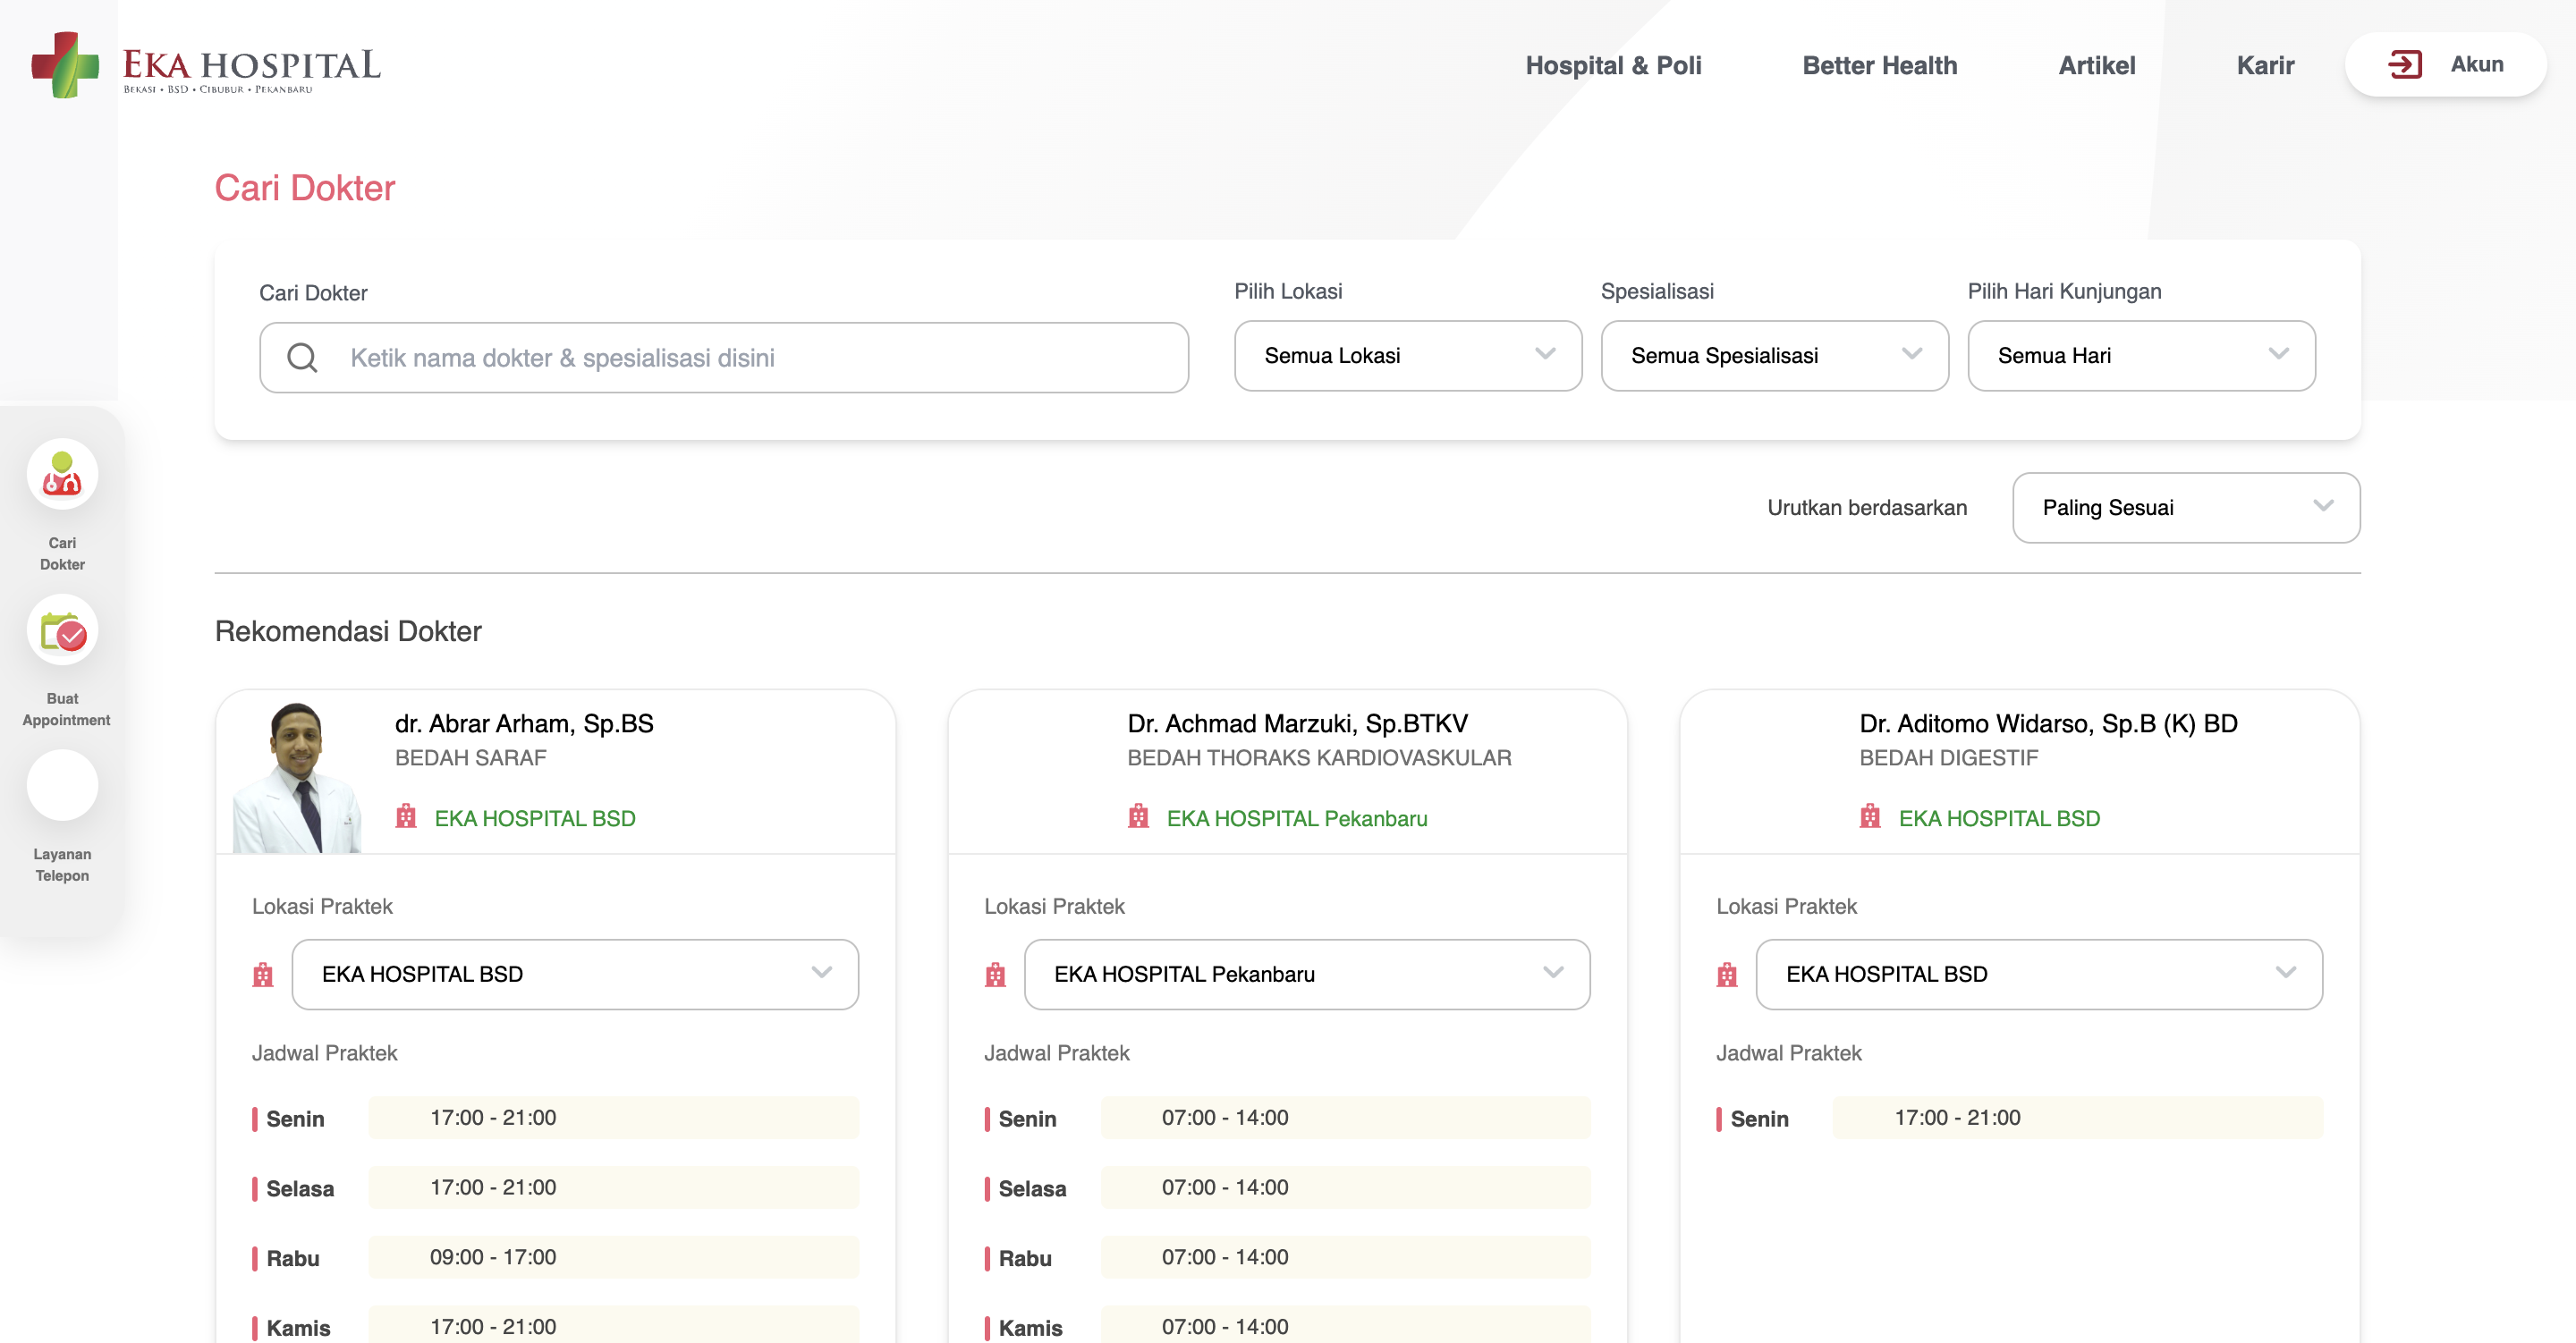 EKA HOSPITAL
BEKASI • BSD • CIBUBUR • PEKANBARU
Hospital & Poli
Better Health
Artikel
Karir
Akun
Cari Dokter
Cari Dokter
Ketik nama dokter & spesialisasi disini
Pilih Lokasi
Semua Lokasi
Spesialisasi
Semua Spesialisasi
Pilih Hari Kunjungan
Semua Hari
Cari
Dokter
Buat
Appointment
Layanan
Telepon
Urutkan berdasarkan
Paling Sesuai
Rekomendasi Dokter
dr. Abrar Arham, Sp.BS
BEDAH SARAF
EKA HOSPITAL BSD
Lokasi Praktek
EKA HOSPITAL BSD
Jadwal Praktek
Senin 17:00 - 21:00
Selasa 17:00 - 21:00
Rabu 09:00 - 17:00
Kamis 17:00 - 21:00
Dr. Achmad Marzuki, Sp.BTKV
BEDAH THORAKS KARDIOVASKULAR
EKA HOSPITAL Pekanbaru
Lokasi Praktek
EKA HOSPITAL Pekanbaru
Jadwal Praktek
Senin 07:00 - 14:00
Selasa 07:00 - 14:00
Rabu 07:00 - 14:00
Kamis 07:00 - 14:00
Dr. Aditomo Widarso, Sp.B (K) BD
BEDAH DIGESTIF
EKA HOSPITAL BSD
Lokasi Praktek
EKA HOSPITAL BSD
Jadwal Praktek
Senin 17:00 - 21:00